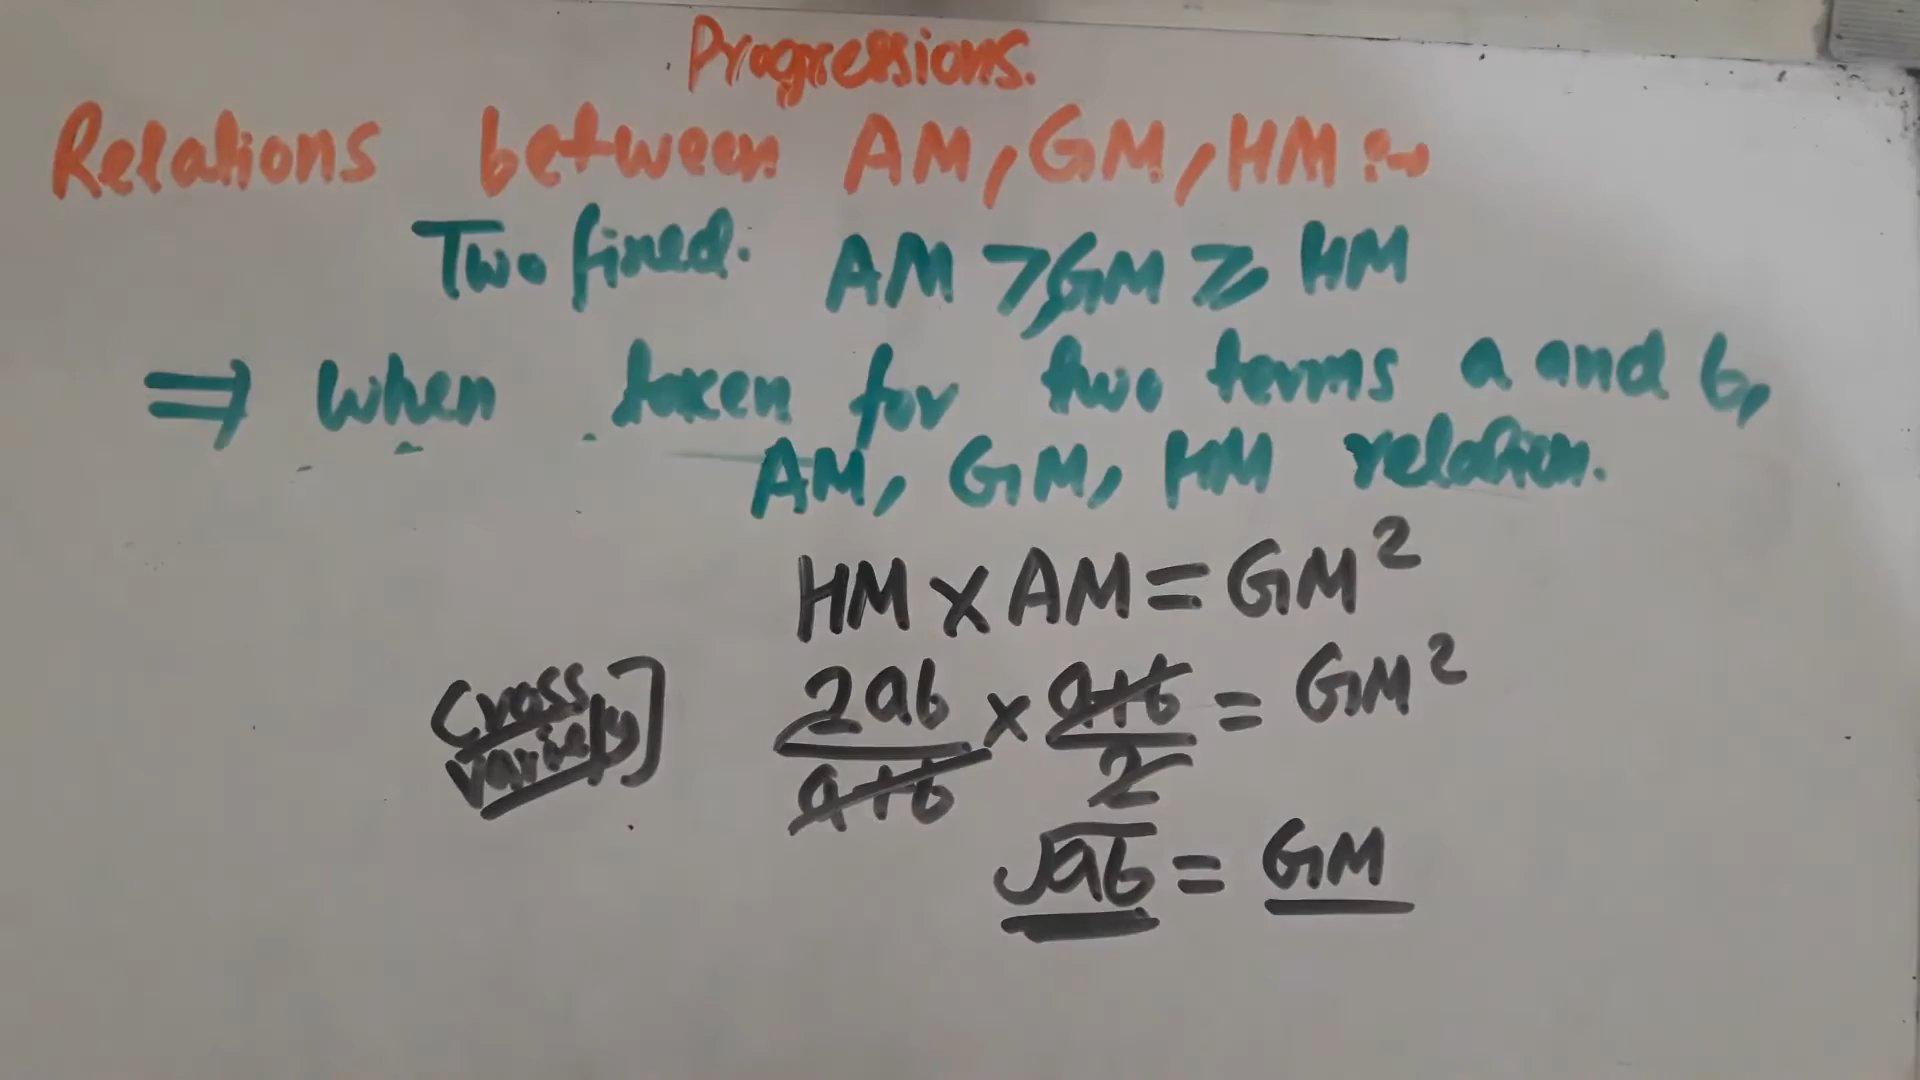 Progressions.
Relations between AM, GM, HM :~
Two fixed. AM ≥ GM ≥ HM
⇒ When taken for two terms a and b,
AM, GM, HM relation.
HM × AM = GM²
Cross
Variety]
2ab/a+b × a+b/2 = GM²
√ab = GM